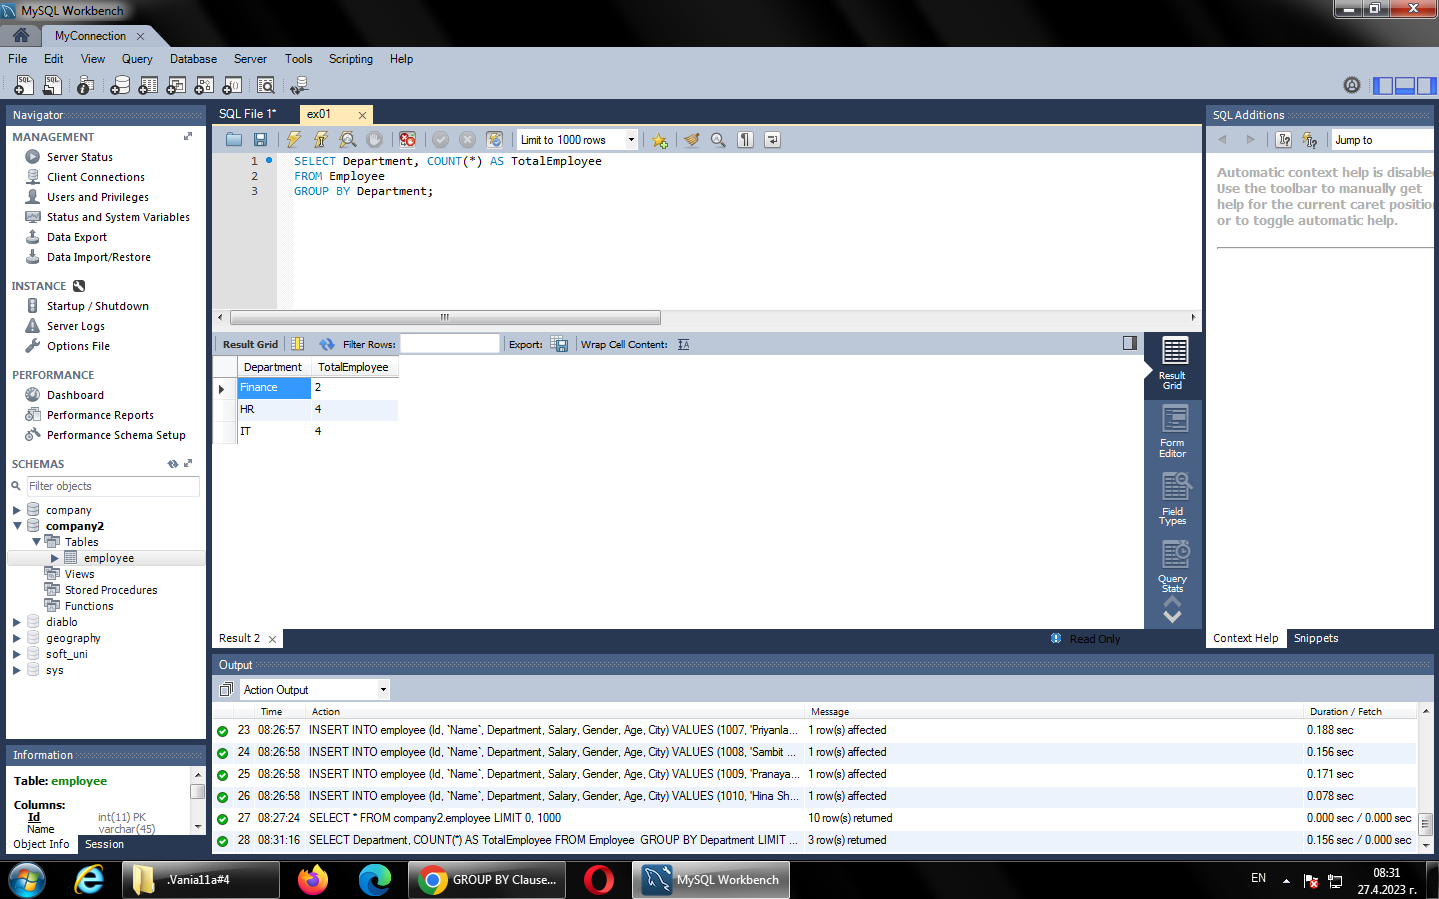 MySQL Workbench
MyConnection
File Edit View Query Database Server Tools Scripting Help
Navigator
MANAGEMENT
Server Status
Client Connections
Users and Privileges
Status and System Variables
Data Export
Data Import/Restore
INSTANCE
Startup / Shutdown
Server Logs
Options File
PERFORMANCE
Dashboard
Performance Reports
Performance Schema Setup
SCHEMAS
Filter objects
company
company2
Tables
employee
Views
Stored Procedures
Functions
diablo
geography
soft_uni
sys
Information
Table: employee
Columns:
Id int(11) PK
Name varchar(45)
Object Info Session
SQL File 1* ex01
Limit to 1000 rows
1 SELECT Department, COUNT(*) AS TotalEmployee
2 FROM Employee
3 GROUP BY Department;
Result Grid Filter Rows: Export: Wrap Cell Content:
Department TotalEmployee
Finance 2
HR 4
IT 4
Result Grid
Form Editor
Field Types
Query Stats
Result 2 Read Only
SQL Additions
Jump to
Automatic context help is disabled
Use the toolbar to manually get
help for the current caret position
or to toggle automatic help.
Context Help Snippets
Output
Action Output
Time Action Message Duration / Fetch
23 08:26:57 INSERT INTO employee (Id, `Name`, Department, Salary, Gender, Age, City) VALUES (1007, 'Priyanla... 1 row(s) affected 0.188 sec
24 08:26:58 INSERT INTO employee (Id, `Name`, Department, Salary, Gender, Age, City) VALUES (1008, 'Sambit ... 1 row(s) affected 0.156 sec
25 08:26:58 INSERT INTO employee (Id, `Name`, Department, Salary, Gender, Age, City) VALUES (1009, 'Pranaya... 1 row(s) affected 0.171 sec
26 08:26:58 INSERT INTO employee (Id, `Name`, Department, Salary, Gender, Age, City) VALUES (1010, 'Hina Sh... 1 row(s) affected 0.078 sec
27 08:27:24 SELECT * FROM company2.employee LIMIT 0, 1000 10 row(s) returned 0.000 sec / 0.000 sec
28 08:31:16 SELECT Department, COUNT(*) AS TotalEmployee FROM Employee GROUP BY Department LIMIT ... 3 row(s) returned 0.156 sec / 0.000 sec
.Vania11a#4
GROUP BY Clause...
MySQL Workbench
EN
08:31
27.4.2023 г.